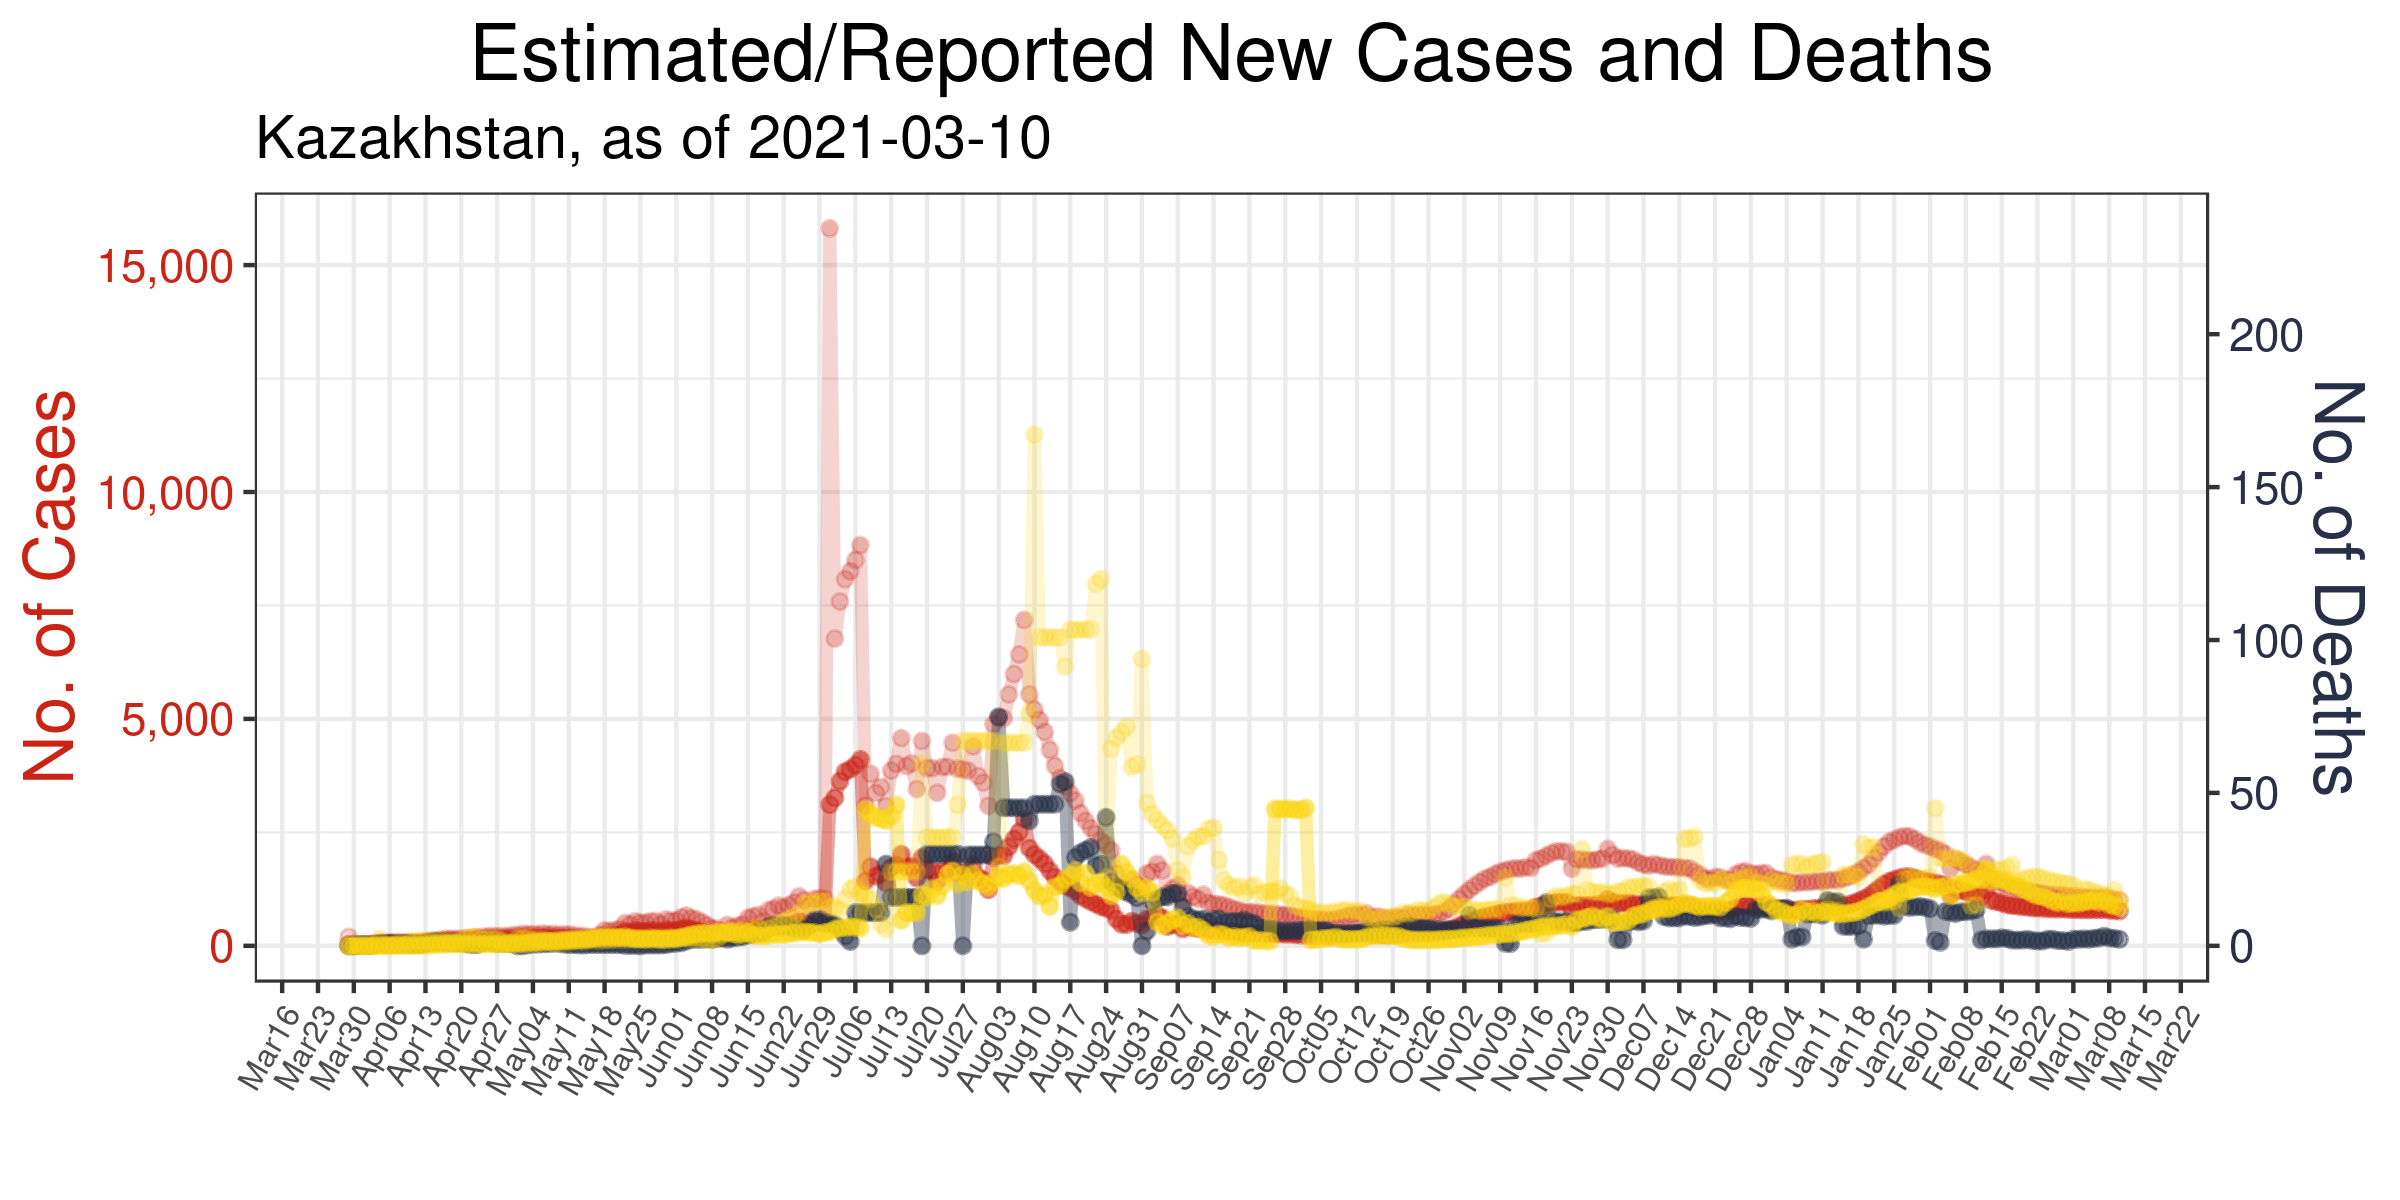 Estimated/Reported New Cases and Deaths
Kazakhstan, as of 2021-03-10
No. of Cases
15,000
10,000
5,000
0
No. of Deaths
200
150
100
50
0
Mar16
Mar23
Mar30
Apr06
Apr13
Apr20
Apr27
May04
May11
May18
May25
Jun01
Jun08
Jun15
Jun22
Jun29
Jul06
Jul13
Jul20
Jul27
Aug03
Aug10
Aug17
Aug24
Aug31
Sep07
Sep14
Sep21
Sep28
Oct05
Oct12
Oct19
Oct26
Nov02
Nov09
Nov16
Nov23
Nov30
Dec07
Dec14
Dec21
Dec28
Jan04
Jan11
Jan18
Jan25
Feb01
Feb08
Feb15
Feb22
Mar01
Mar08
Mar15
Mar22